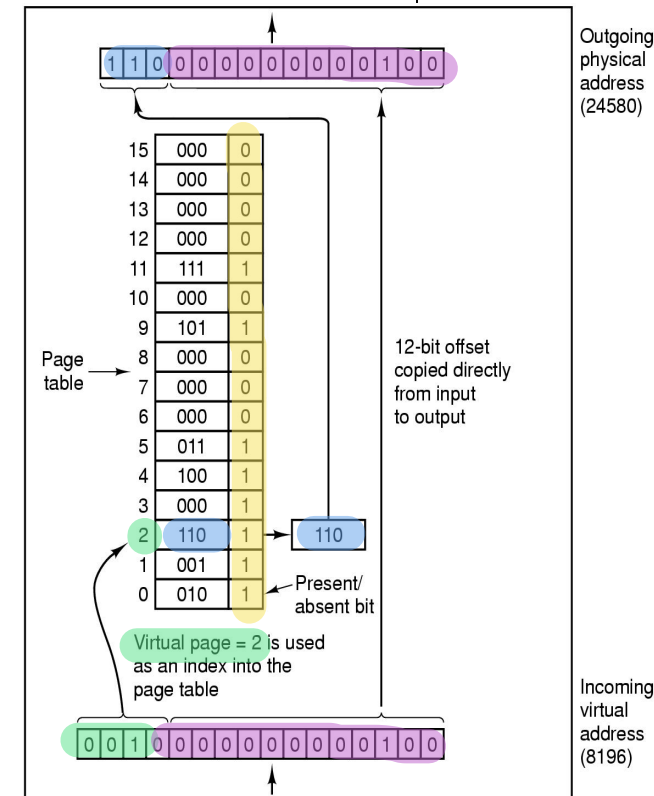 Outgoing
physical
address
(24580)
1 1 0 0 0 0 0 0 0 0 0 0 1 0 0
15 000 0
14 000 0
13 000 0
12 000 0
11 111 1
10 000 0
9 101 1
8 000 0
7 000 0
6 000 0
5 011 1
4 100 1
3 000 1
2 110 1
1 001 1
0 010 1
Page
table
110
12-bit offset
copied directly
from input
to output
Present/
absent bit
Virtual page = 2 is used
as an index into the
page table
0 0 1 0 0 0 0 0 0 0 0 0 0 1 0 0
Incoming
virtual
address
(8196)